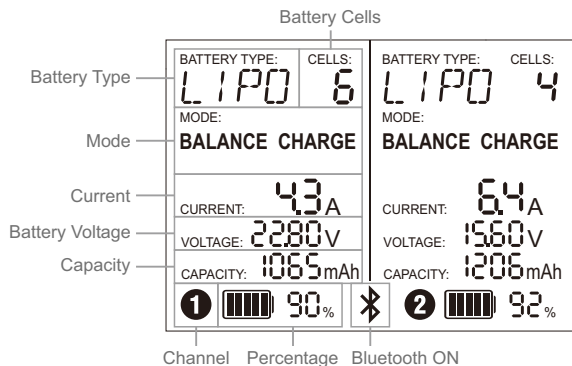 Battery Cells
Battery Type
Mode
Current
Battery Voltage
Capacity
BATTERY TYPE: CELLS:
LIPO 6
MODE:
BALANCE CHARGE
CURRENT: 4.3A
VOLTAGE: 22.80V
CAPACITY: 1065mAh
1 90%
BATTERY TYPE: CELLS:
LIPO 4
MODE:
BALANCE CHARGE
CURRENT: 6.4A
VOLTAGE: 15.60V
CAPACITY: 1206mAh
2 92%
Channel Percentage Bluetooth ON